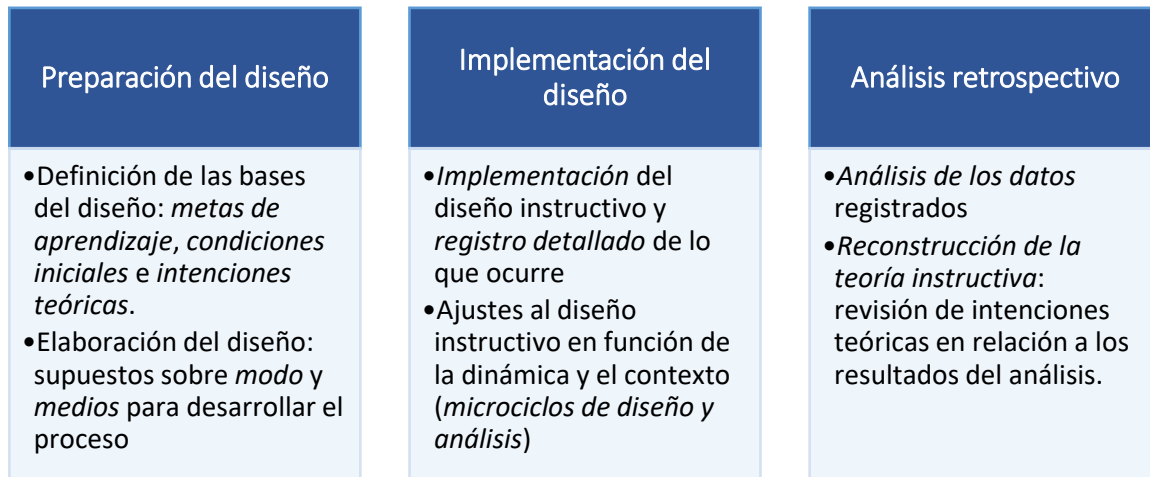 Preparación del diseño
•Definición de las bases
del diseño: metas de
aprendizaje, condiciones
iniciales e intenciones
teóricas.
•Elaboración del diseño:
supuestos sobre modo y
medios para desarrollar el
proceso
Implementación del
diseño
•Implementación del
diseño instructivo y
registro detallado de lo
que ocurre
•Ajustes al diseño
instructivo en función de
la dinámica y el contexto
(microciclos de diseño y
análisis)
Análisis retrospectivo
•Análisis de los datos
registrados
•Reconstrucción de la
teoría instructiva:
revisión de intenciones
teóricas en relación a los
resultados del análisis.